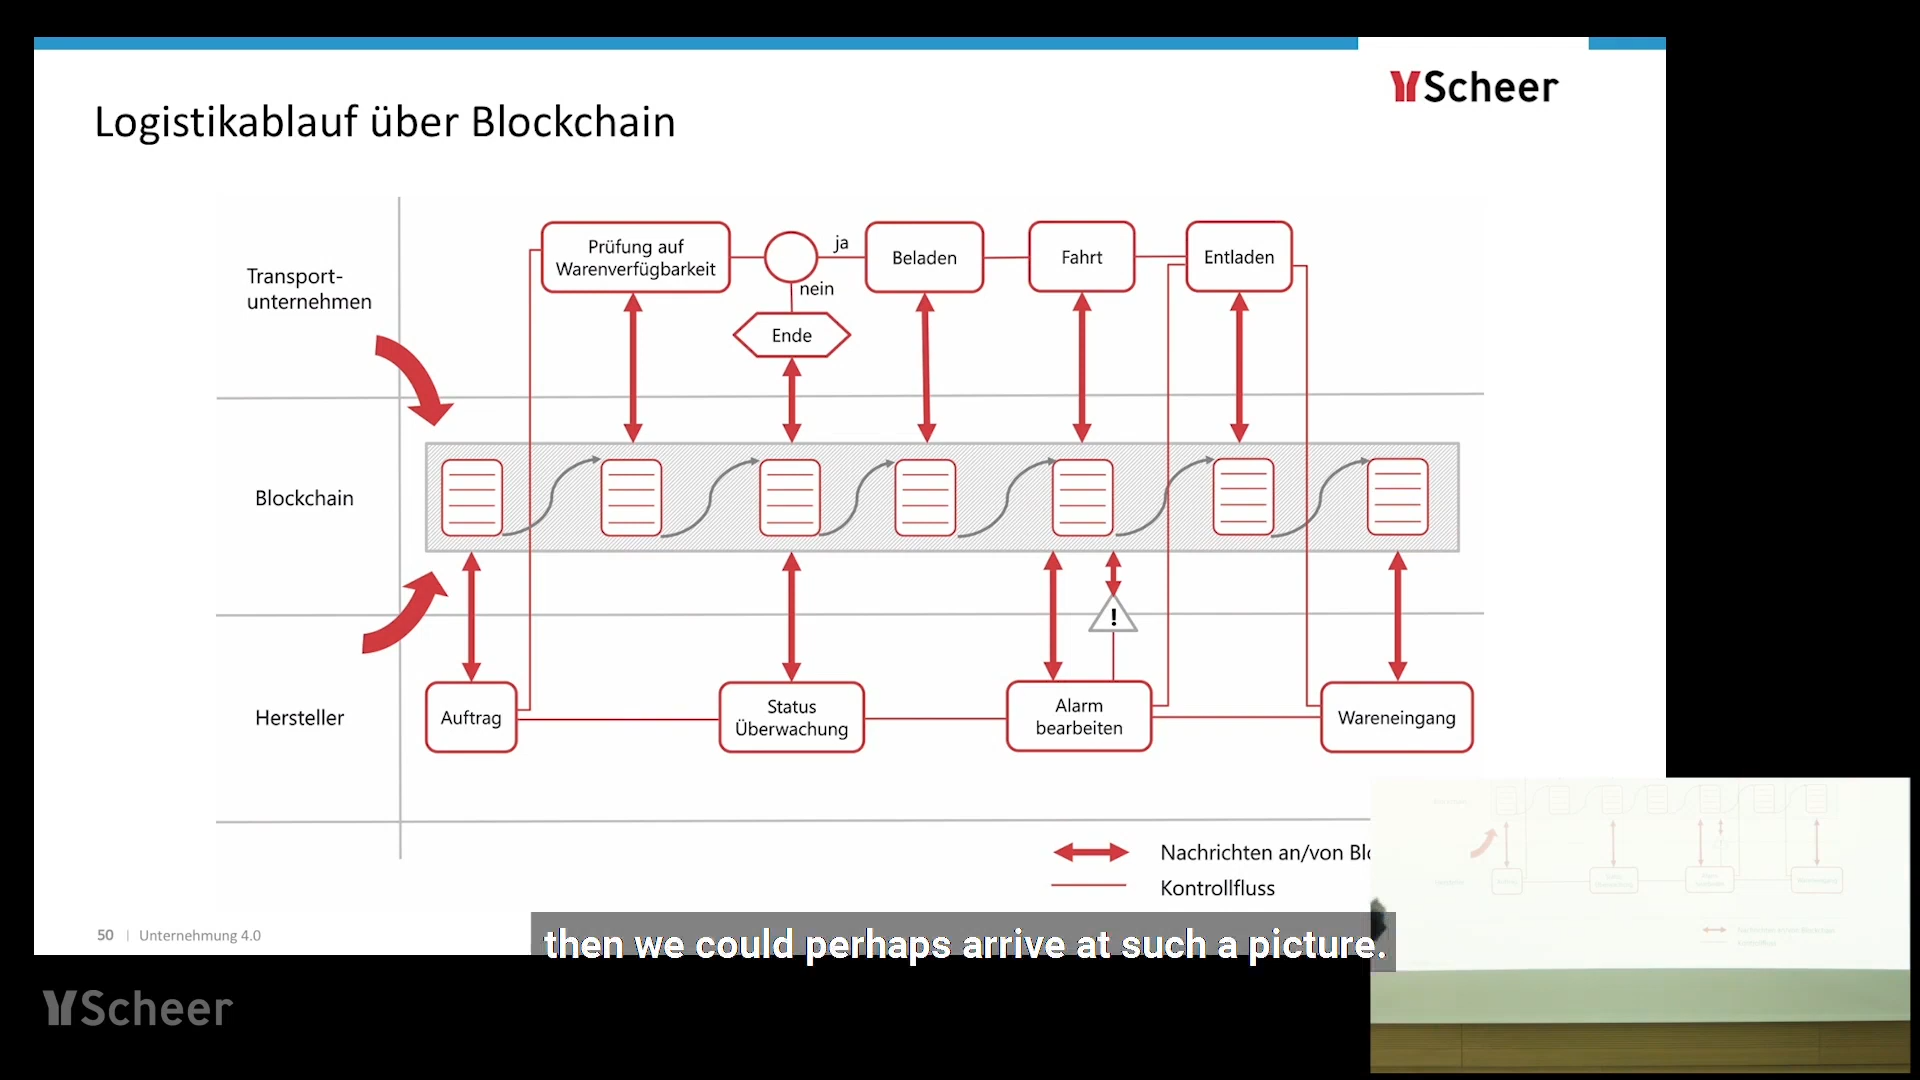 Scheer
Logistikablauf über Blockchain
Transport-
unternehmen
Prüfung auf
Warenverfügbarkeit
ja
nein
Ende
Beladen
Fahrt
Entladen
Blockchain
!
Hersteller
Auftrag
Status
Überwachung
Alarm
bearbeiten
Wareneingang
Nachrichten an/von Blo
Kontrollfluss
50 | Unternehmung 4.0
then we could perhaps arrive at such a picture.
Scheer